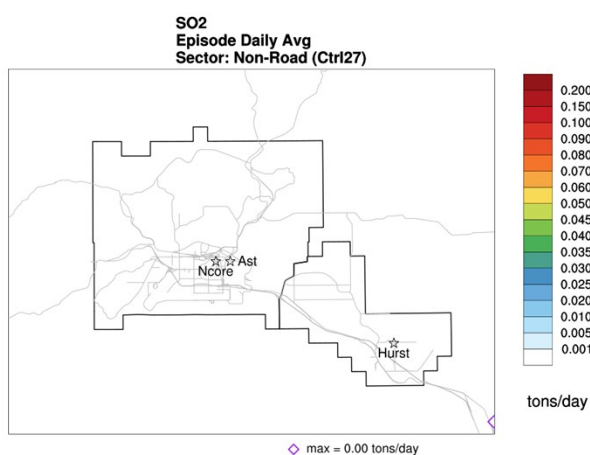 SO2
Episode Daily Avg
Sector: Non-Road (Ctrl27)
Ncore
Ast
Hurst
0.200
0.150
0.100
0.090
0.080
0.070
0.060
0.050
0.045
0.040
0.035
0.030
0.025
0.020
0.010
0.005
0.001
tons/day
max = 0.00 tons/day